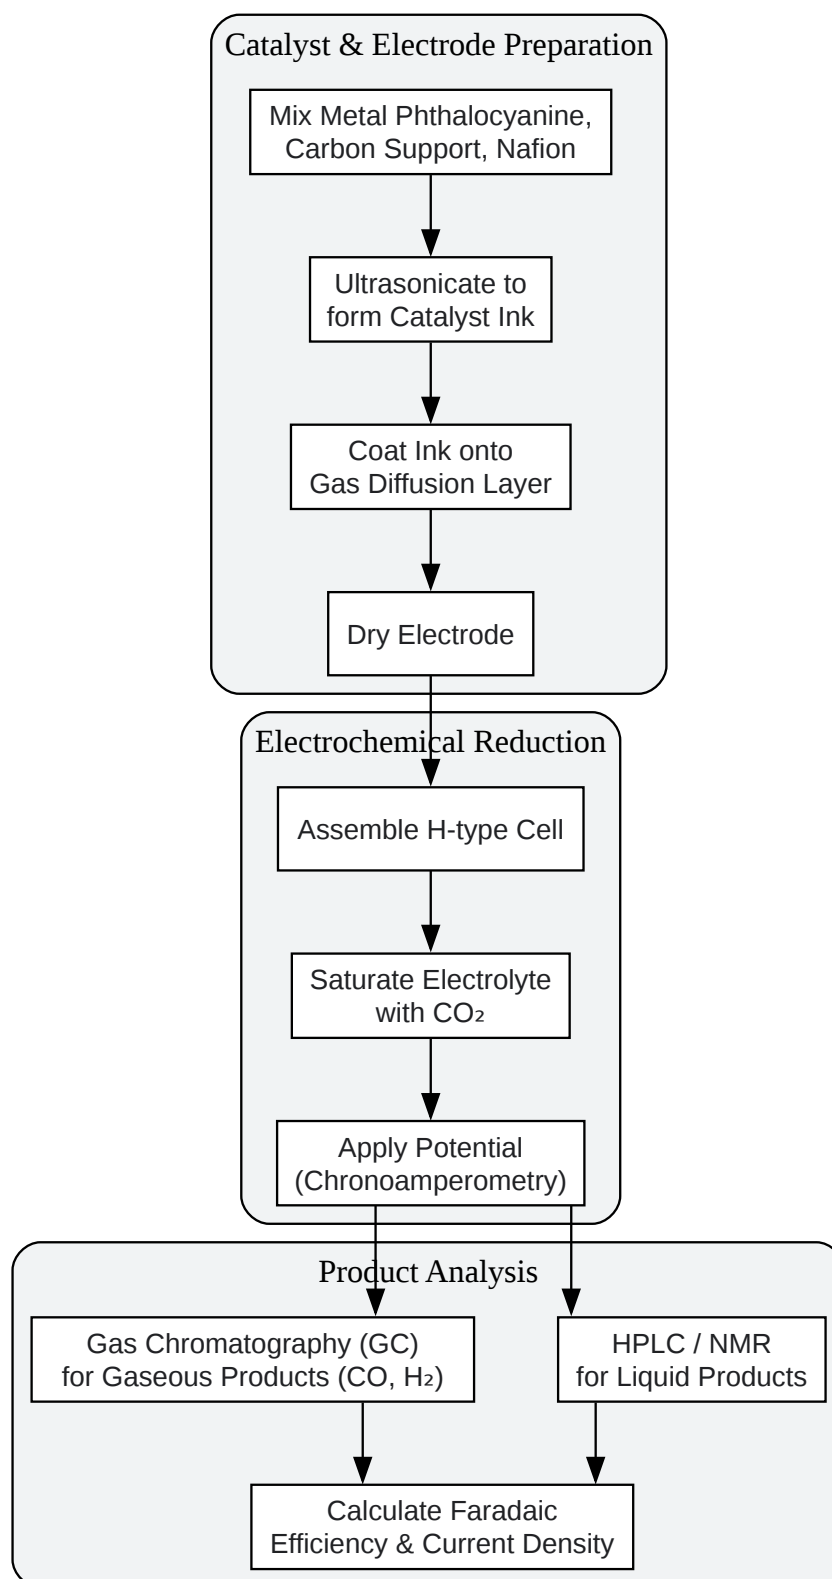 Catalyst & Electrode Preparation
Mix Metal Phthalocyanine,
Carbon Support, Nafion
Ultrasonicate to
form Catalyst Ink
Coat Ink onto
Gas Diffusion Layer
Dry Electrode
Electrochemical Reduction
Assemble H-type Cell
Saturate Electrolyte
with CO₂
Apply Potential
(Chronoamperometry)
Product Analysis
Gas Chromatography (GC)
for Gaseous Products (CO, H₂)
HPLC / NMR
for Liquid Products
Calculate Faradaic
Efficiency & Current Density